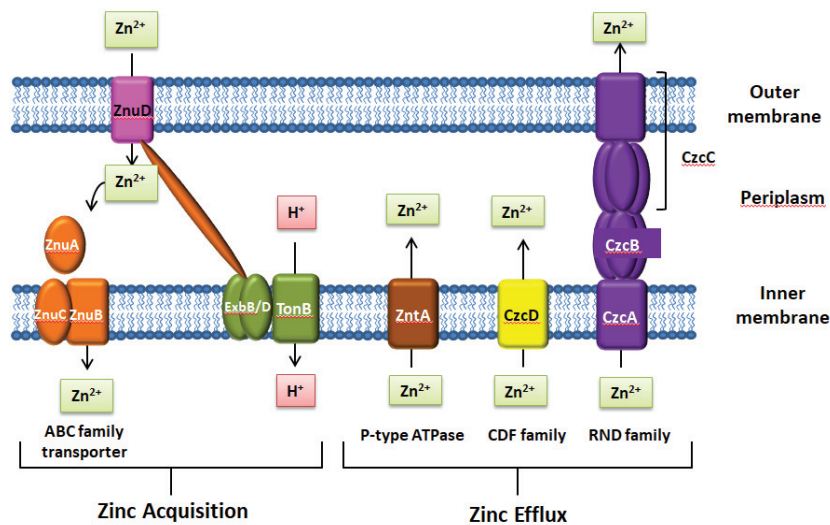 Zn2+
Zn2+
ZnuD
Outer
membrane
CzcC
Zn2+
Periplasm
H+
Zn2+
Zn2+
ZnuA
CzcB
ZnuC
ZnuB
ExbB/D
TonB
ZntA
CzcD
CzcA
Inner
membrane
Zn2+
H+
Zn2+
Zn2+
Zn2+
ABC family
transporter
P-type ATPase
CDF family
RND family
Zinc Acquisition
Zinc Efflux